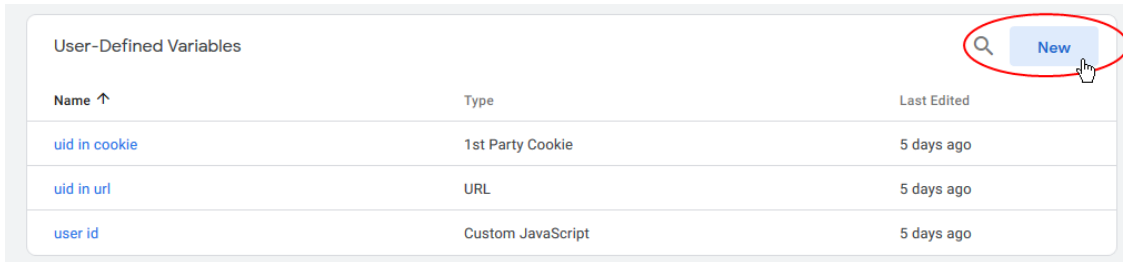 User-Defined Variables New
Name ↑ Type Last Edited
uid in cookie 1st Party Cookie 5 days ago
uid in url URL 5 days ago
user id Custom JavaScript 5 days ago